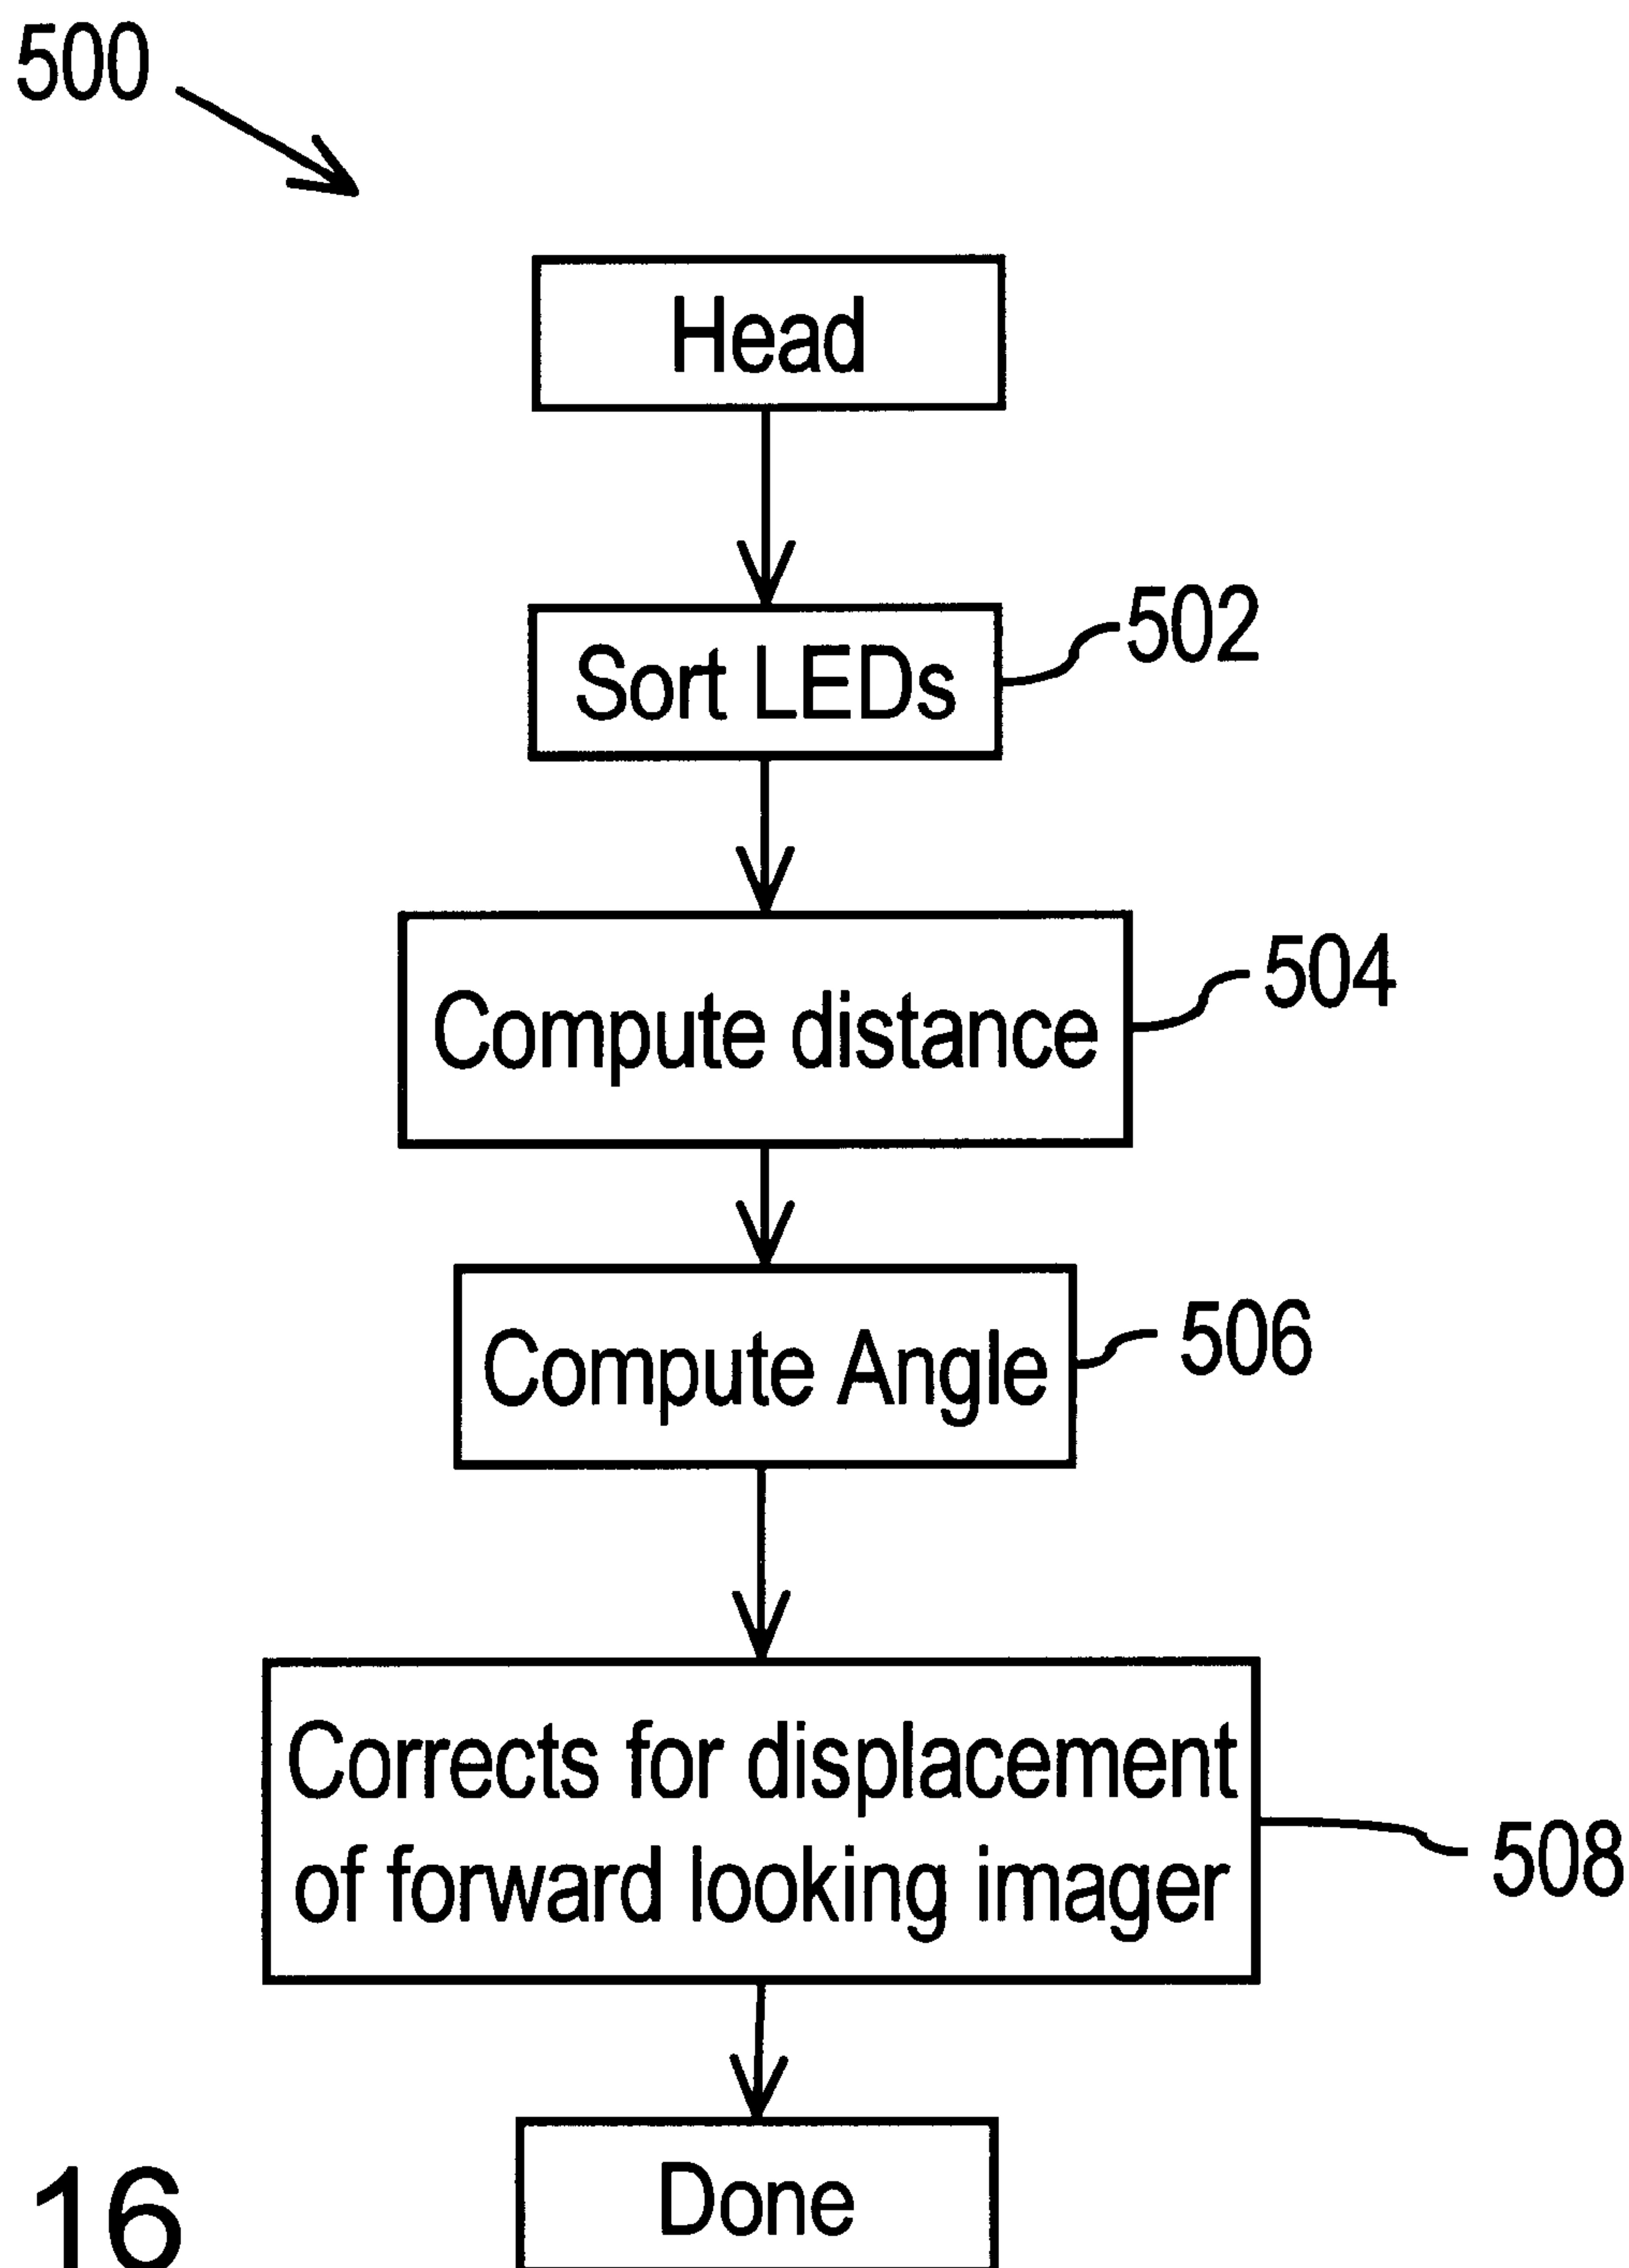 500
Head
Sort LEDs
502
Compute distance
504
Compute Angle
506
Corrects for displacement
of forward looking imager
508
Done
16